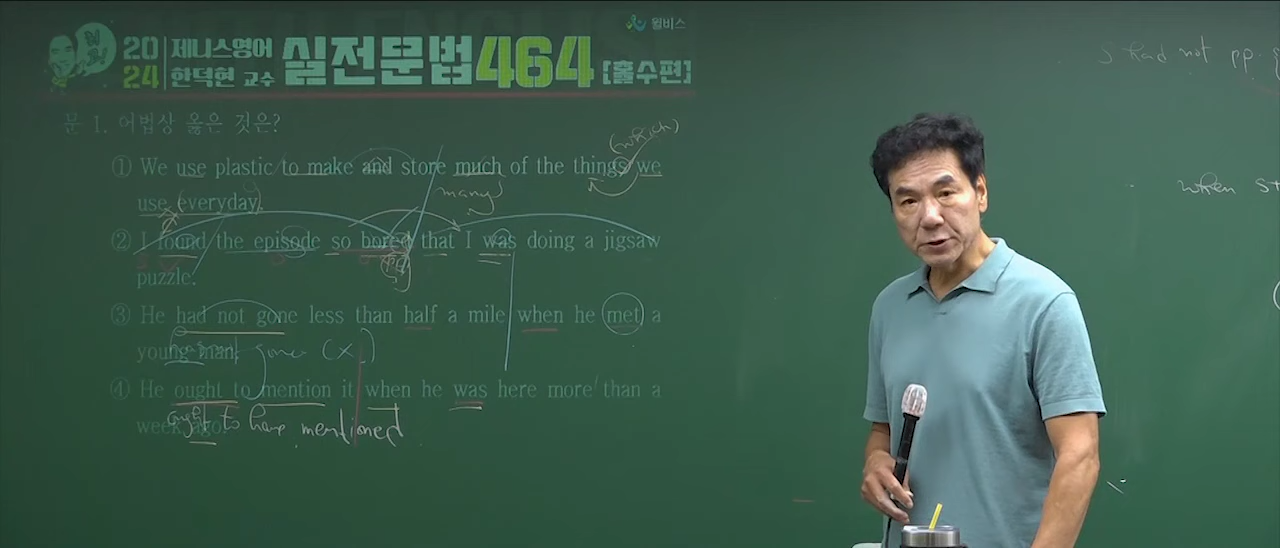 윌비스
2024 제니스영어 한덕현 교수 실전문법464 [홀수편]
had not pp.
문 1. 어법상 옳은 것은?
(which)
① We use plastic to make and store much of the things we
use everyday.
many
when
② I found the episode so bored that I was doing a jigsaw
puzzle.
③ He had not gone less than half a mile when he met a
young man.
gone (×)
④ He ought to mention it when he was here more than a
week ago.
ought to have mentioned